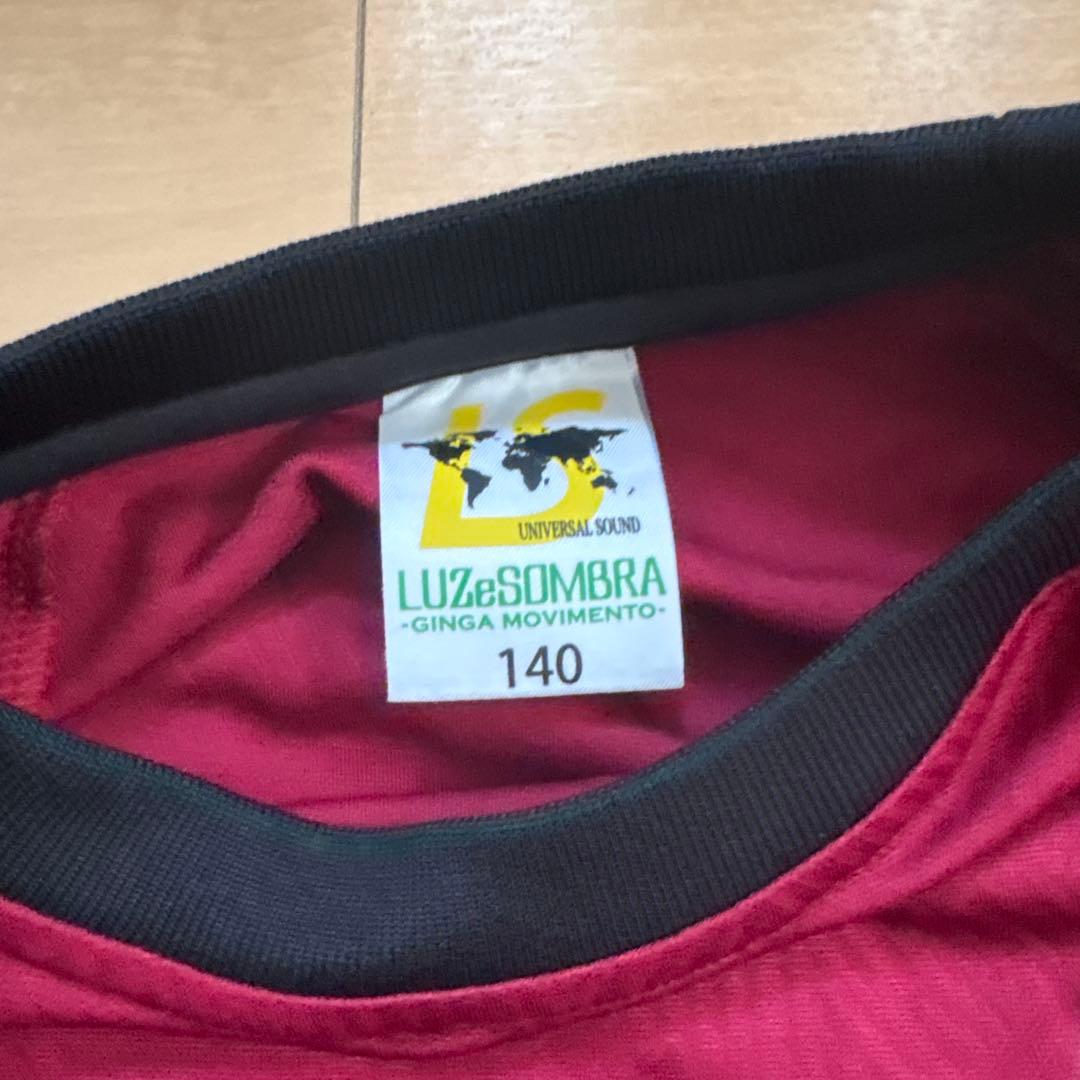 LS
UNIVERSAL SOUND
LUZeSOMBRA
-GINGA MOVIMENTO-
140